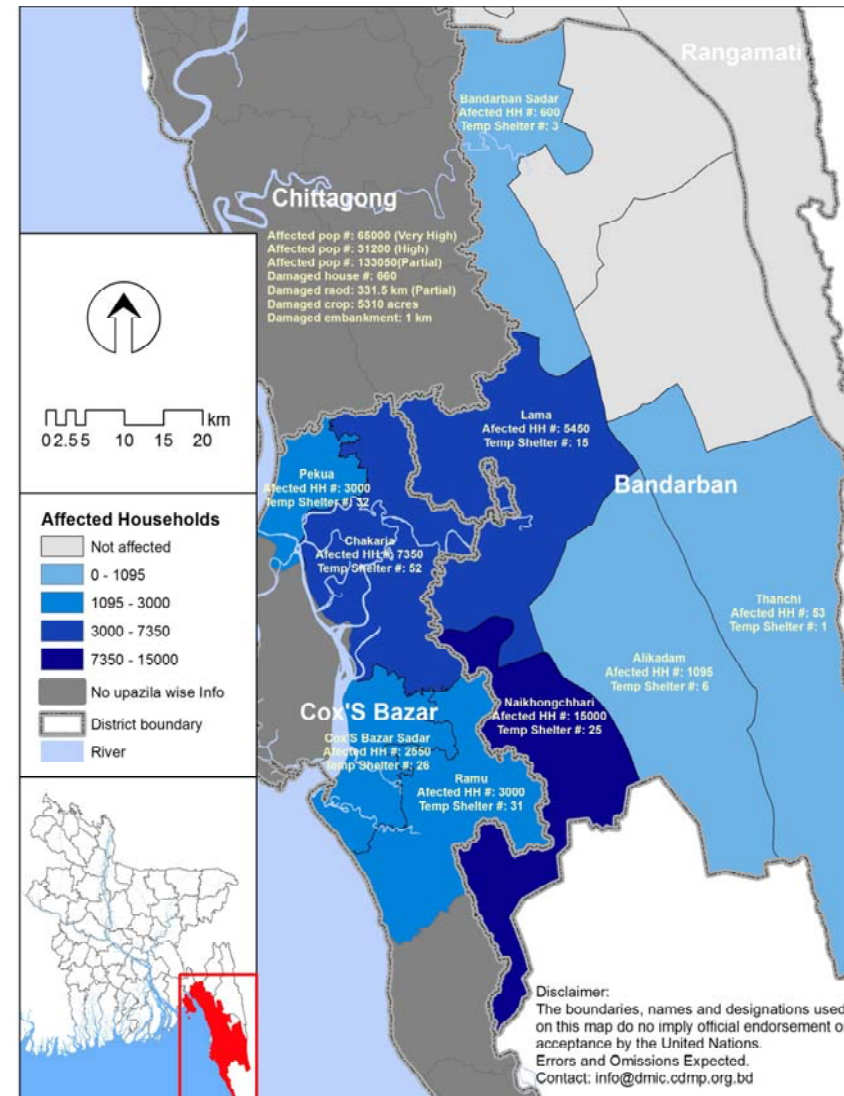 Rangamati
Bandarban Sadar
Afected HH #: 600
Temp Shelter #: 3
Chittagong
Affected pop #: 65000 (Very High)
Affected pop #: 31200 (High)
Affected pop #: 133050(Partial)
Damaged house #: 660
Damaged raod: 331.5 km (Partial)
Damaged crop: 5310 acres
Damaged embankment: 1 km
km
0 2.5 5 10 15 20
Lama
Affected HH #: 5450
Temp Shelter #: 15
Pekua
Afected HH #: 3000
Temp Shelter #: 32
Bandarban
Chakaria
Affected HH #: 7350
Temp Shelter #: 52
Thanchi
Affected HH #: 53
Temp Shelter #: 1
Alikadam
Affected HH #: 1095
Temp Shelter #: 6
Naikhongchhari
Affected HH #: 15000
Temp Shelter #: 25
Cox'S Bazar
Cox'S Bazar Sadar
Affected HH #: 2550
Temp Shelter #: 26
Ramu
Affected HH #: 3000
Temp Shelter #: 31
Affected Households
Not affected
0 - 1095
1095 - 3000
3000 - 7350
7350 - 15000
No upazila wise Info
District boundary
River
Disclaimer:
The boundaries, names and designations used
on this map do no imply official endorsement or
acceptance by the United Nations.
Errors and Omissions Expected.
Contact: info@dmic.cdmp.org.bd